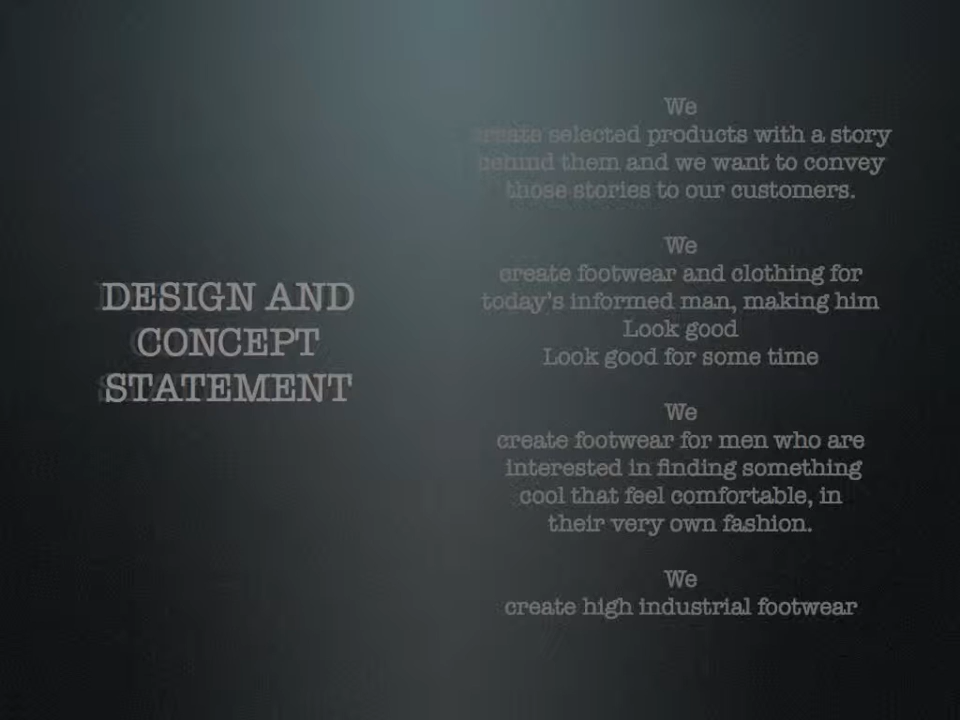 DESIGN AND
CONCEPT
STATEMENT
We
create selected products with a story
behind them and we want to convey
those stories to our customers.
We
create footwear and clothing for
today's informed man, making him
Look good
Look good for some time
We
create footwear for men who are
interested in finding something
cool that feel comfortable, in
their very own fashion.
We
create high industrial footwear